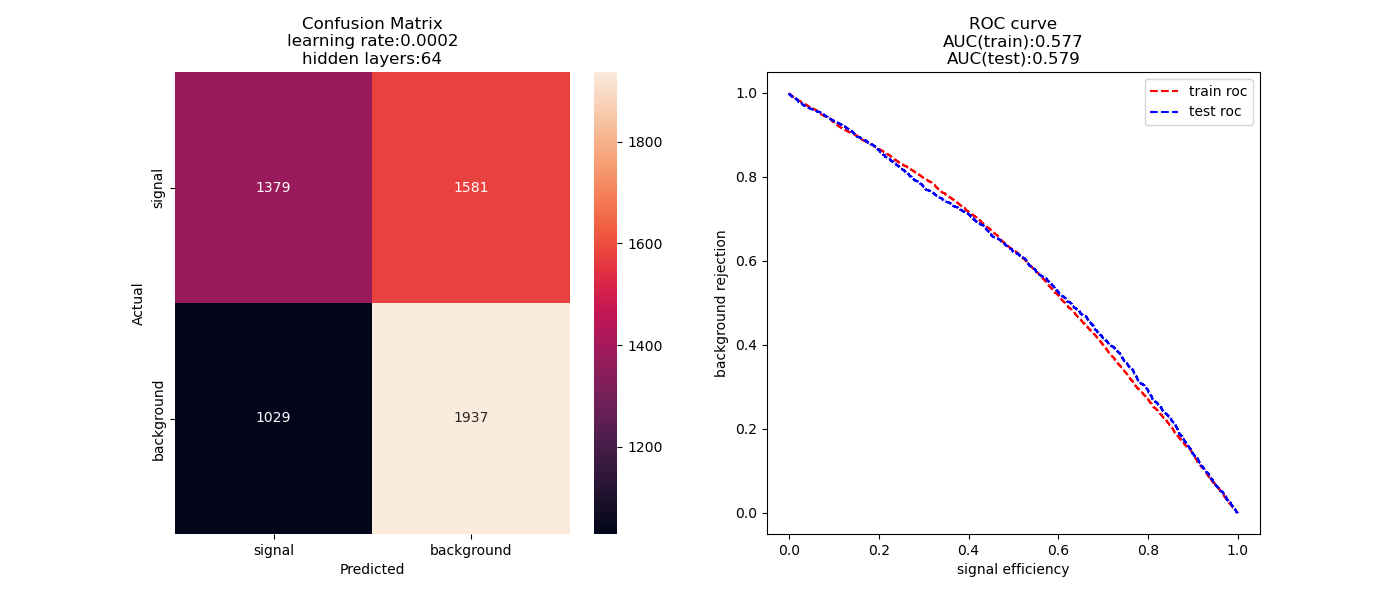 Confusion Matrix
learning rate:0.0002
hidden layers:64
signal
background
Actual
1379
1581
1029
1937
signal
background
Predicted
1800
1600
1400
1200
ROC curve
AUC(train):0.577
AUC(test):0.579
train roc
test roc
background rejection
1.0
0.8
0.6
0.4
0.2
0.0
0.0
0.2
0.4
0.6
0.8
1.0
signal efficiency